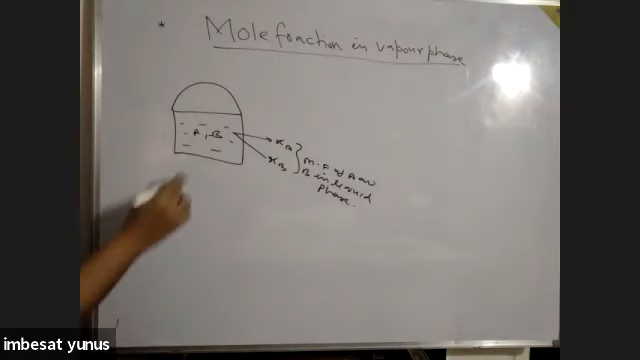 * Mole fraction in vapour phase
A, B
xA
xB
M.F of A and
B in liquid
phase.
imbesat yunus